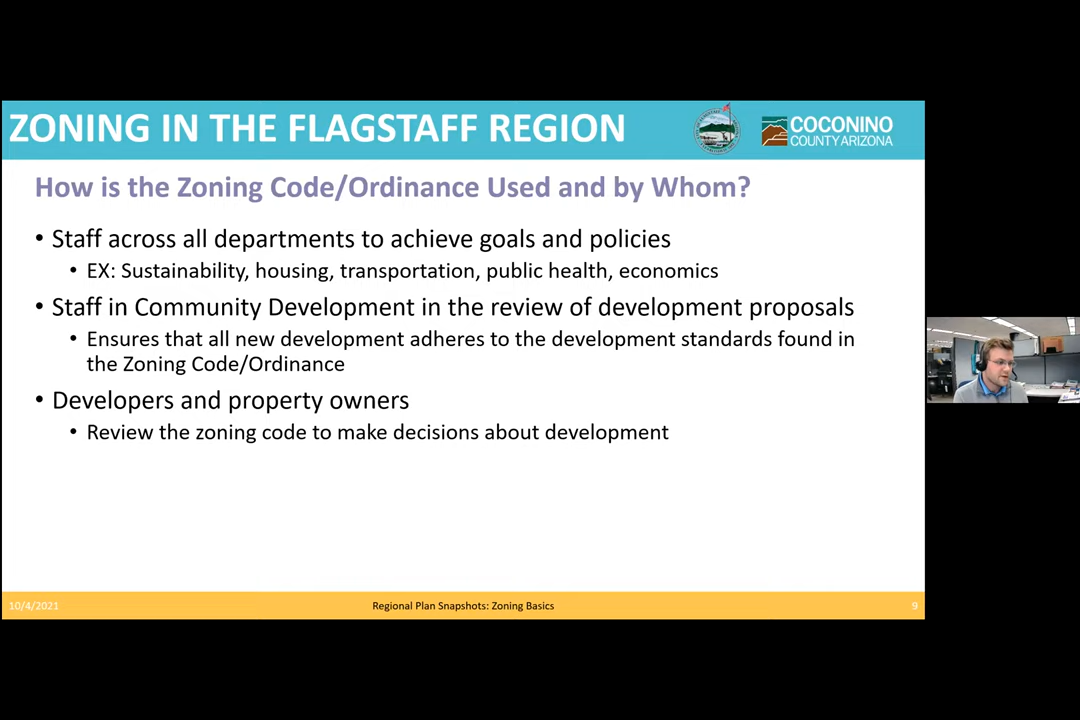 ZONING IN THE FLAGSTAFF REGION
COCONINO
COUNTY ARIZONA
How is the Zoning Code/Ordinance Used and by Whom?
• Staff across all departments to achieve goals and policies
• EX: Sustainability, housing, transportation, public health, economics
• Staff in Community Development in the review of development proposals
• Ensures that all new development adheres to the development standards found in
the Zoning Code/Ordinance
• Developers and property owners
• Review the zoning code to make decisions about development
10/4/2021
Regional Plan Snapshots: Zoning Basics
9